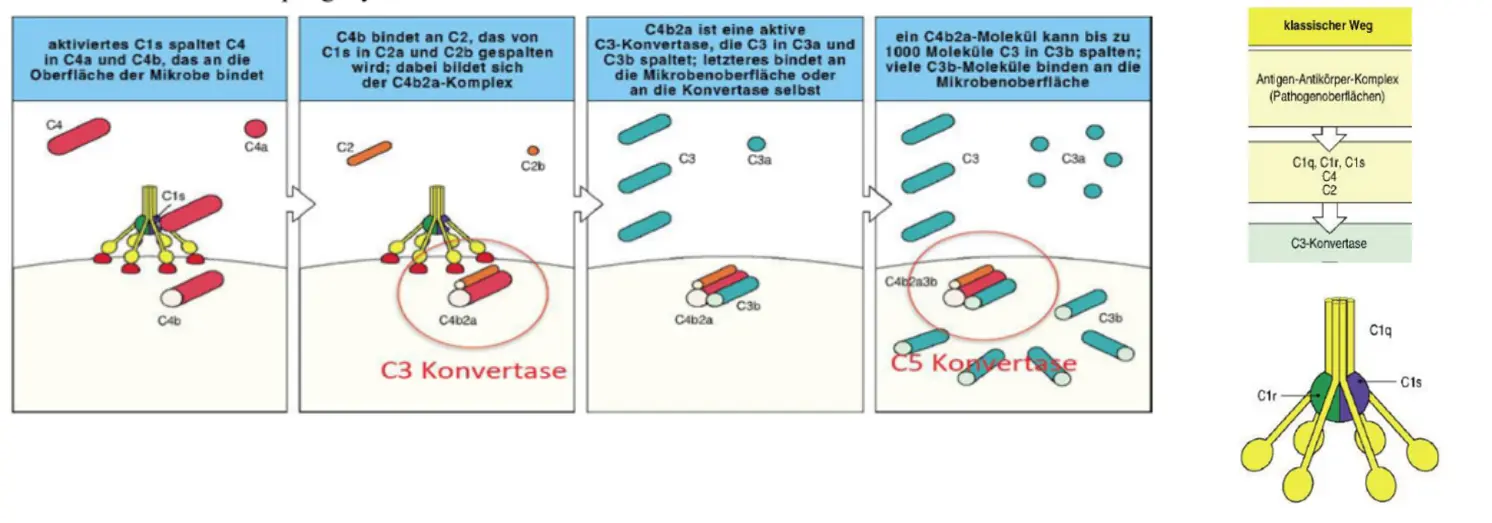 aktiviertes C1s spaltet C4
in C4a und C4b, das an die
Oberfläche der Mikrobe bindet
C4
C4a
C1s
C4b
C4b bindet an C2, das von
C1s in C2a und C2b gespalten
wird; dabei bildet sich
der C4b2a-Komplex
C2
C2b
C4b2a
C3 Konvertase
C4b2a ist eine aktive
C3-Konvertase, die C3 in C3a und
C3b spaltet; letzteres bindet an
die Mikrobenoberfläche oder
an die Konvertase selbst
C3
C3a
C4b2a
C3b
ein C4b2a-Molekül kann bis zu
1000 Moleküle C3 in C3b spalten;
viele C3b-Moleküle binden an die
Mikrobenoberfläche
C3
C3a
C4b2a3b
C3b
C5 Konvertase
klassischer Weg
Antigen-Antikörper-Komplex
(Pathogenoberflächen)
C1q, C1r, C1s
C4
C2
C3-Konvertase
C1q
C1r
C1s